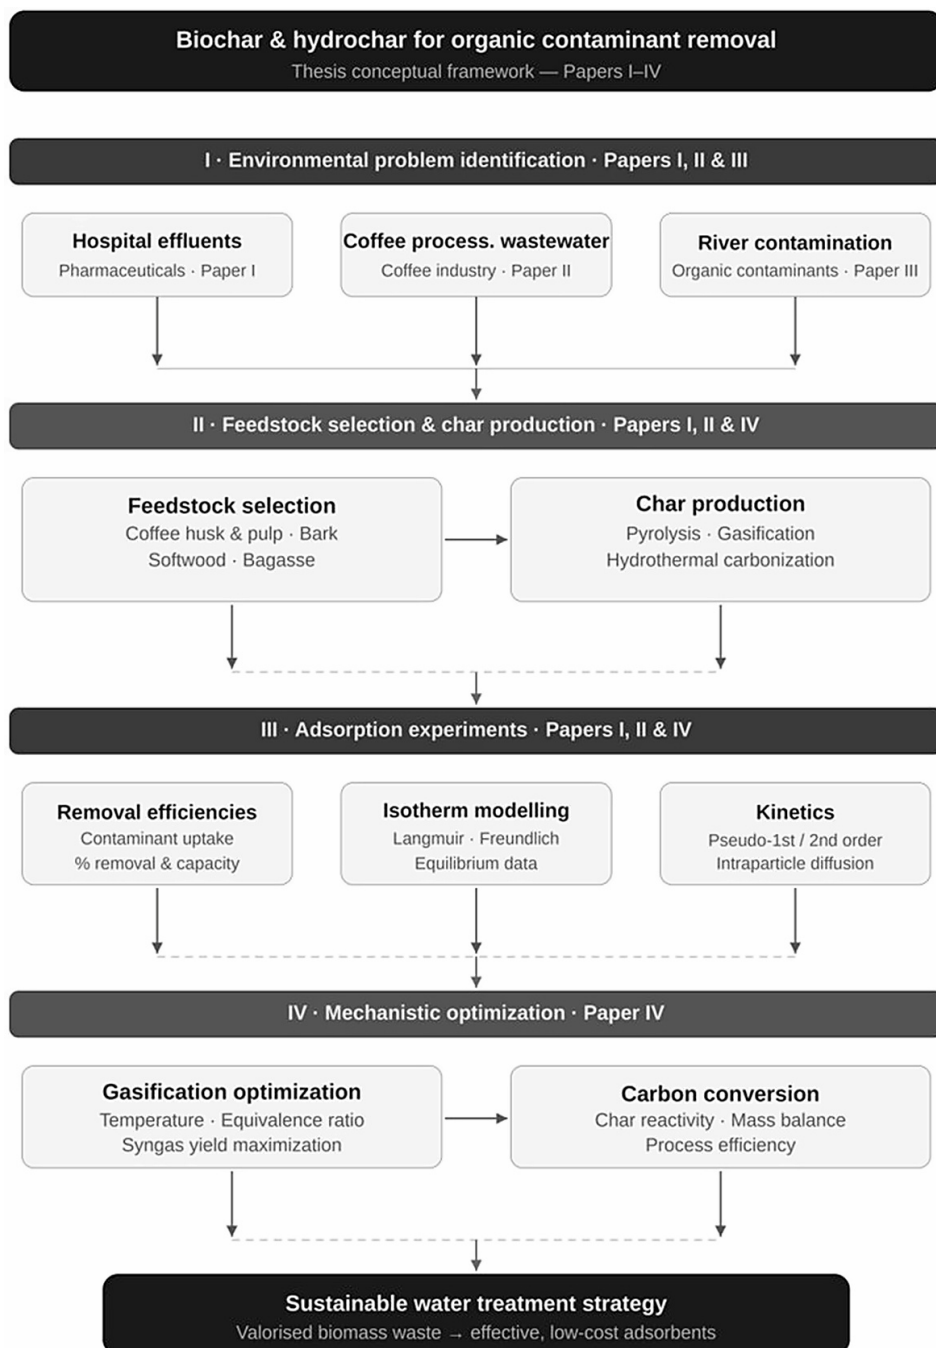 Biochar & hydrochar for organic contaminant removal
Thesis conceptual framework — Papers I–IV
I · Environmental problem identification · Papers I, II & III
Hospital effluents
Pharmaceuticals · Paper I
Coffee process. wastewater
Coffee industry · Paper II
River contamination
Organic contaminants · Paper III
II · Feedstock selection & char production · Papers I, II & IV
Feedstock selection
Coffee husk & pulp · Bark
Softwood · Bagasse
Char production
Pyrolysis · Gasification
Hydrothermal carbonization
III · Adsorption experiments · Papers I, II & IV
Removal efficiencies
Contaminant uptake
% removal & capacity
Isotherm modelling
Langmuir · Freundlich
Equilibrium data
Kinetics
Pseudo-1st / 2nd order
Intraparticle diffusion
IV · Mechanistic optimization · Paper IV
Gasification optimization
Temperature · Equivalence ratio
Syngas yield maximization
Carbon conversion
Char reactivity · Mass balance
Process efficiency
Sustainable water treatment strategy
Valorised biomass waste → effective, low-cost adsorbents